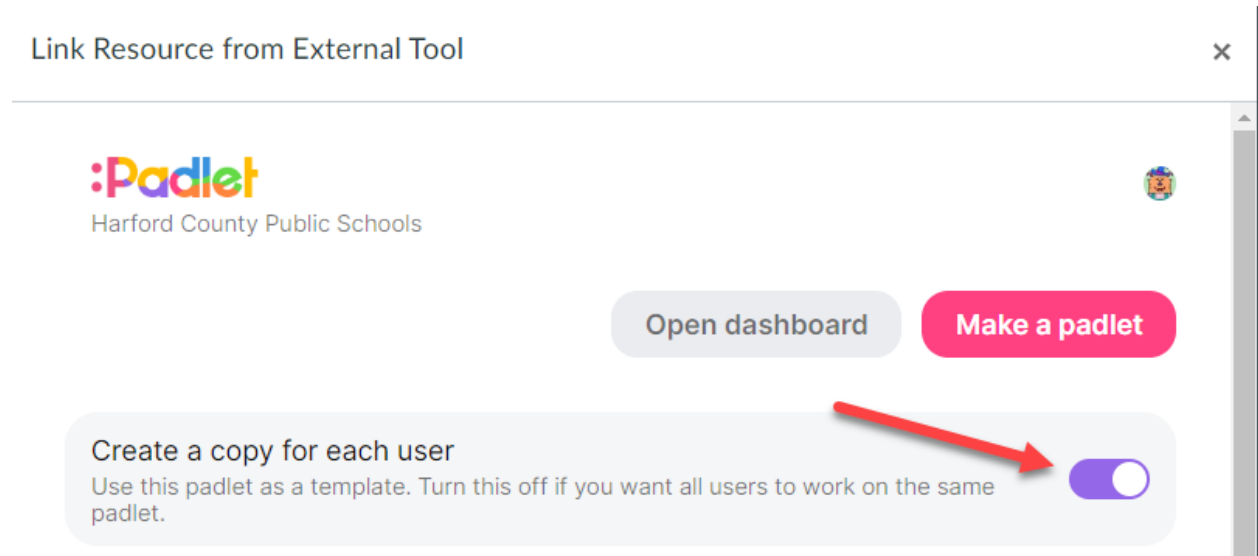 Link Resource from External Tool
×
:Padlet
Harford County Public Schools
Open dashboard
Make a padlet
Create a copy for each user
Use this padlet as a template. Turn this off if you want all users to work on the same
padlet.